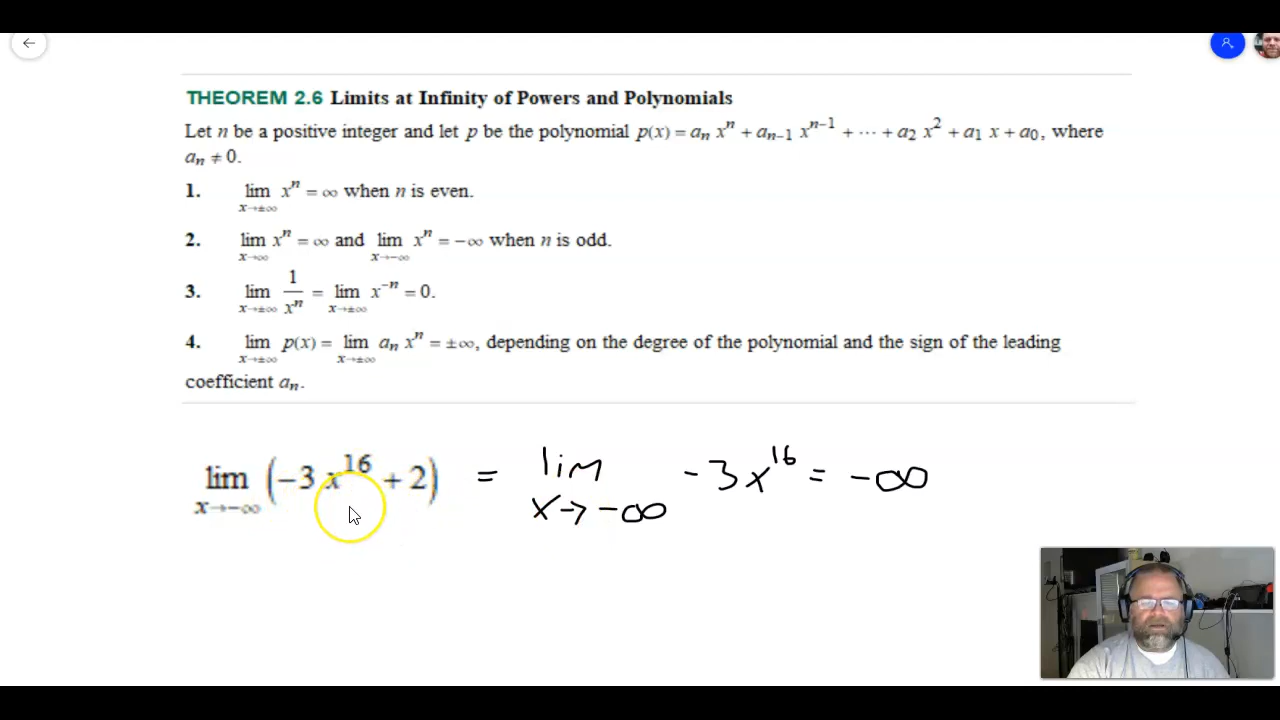 THEOREM 2.6 Limits at Infinity of Powers and Polynomials
Let n be a positive integer and let p be the polynomial p(x) = aₙ xⁿ + aₙ₋₁ xⁿ⁻¹ + ⋯ + a₂ x² + a₁ x + a₀, where
aₙ ≠ 0.
1. lim x→±∞ xⁿ = ∞ when n is even.
2. lim x→∞ xⁿ = ∞ and lim x→−∞ xⁿ = −∞ when n is odd.
3. lim x→±∞ 1/xⁿ = lim x→±∞ x⁻ⁿ = 0.
4. lim x→±∞ p(x) = lim x→±∞ aₙ xⁿ = ±∞, depending on the degree of the polynomial and the sign of the leading
coefficient aₙ.
lim x→−∞ (−3 x¹⁶ + 2) = lim x→−∞ −3x¹⁶ = −∞